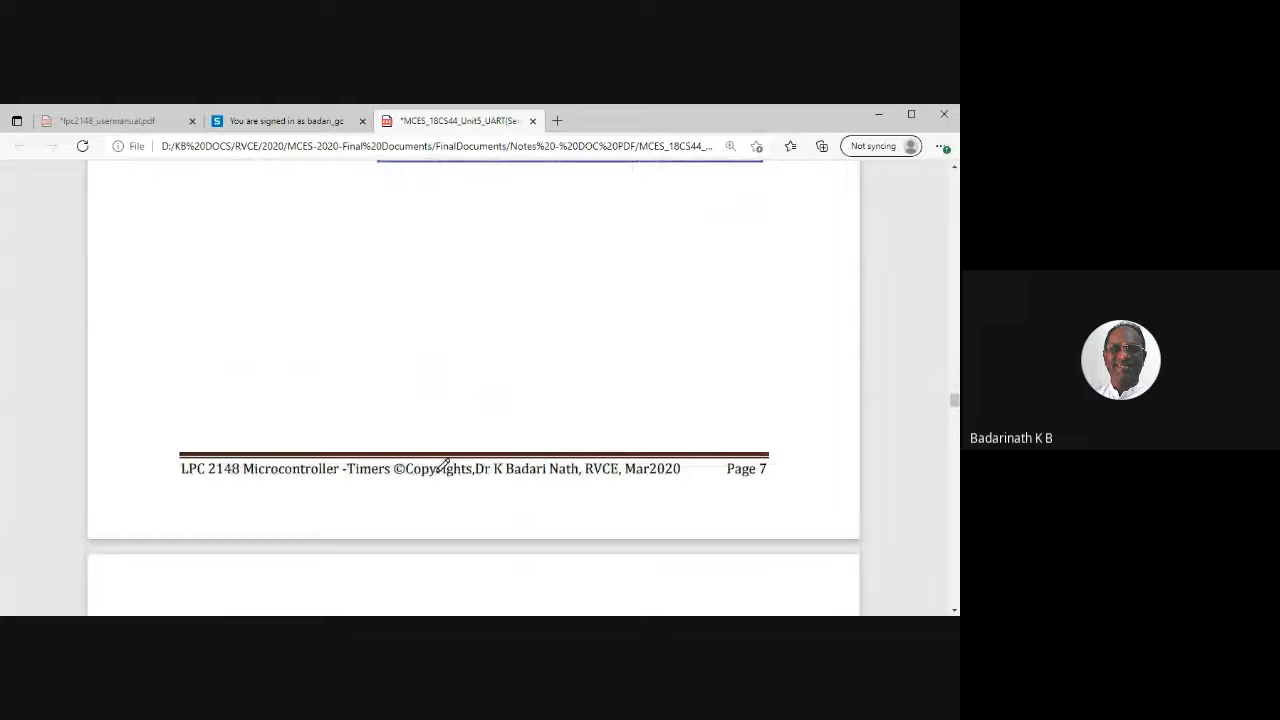 *lpc2148_usermanual.pdf
You are signed in as badari_gc
*MCES_18CS44_Unit5_UART(Ser
File
D:/KB%20DOCS/RVCE/2020/MCES-2020-Final%20Documents/FinalDocuments/Notes%20-%20DOC%20PDF/MCES_18CS44_...
Not syncing
LPC 2148 Microcontroller -Timers ©Copyrights,Dr K Badari Nath, RVCE, Mar2020 Page 7
Badarinath K B